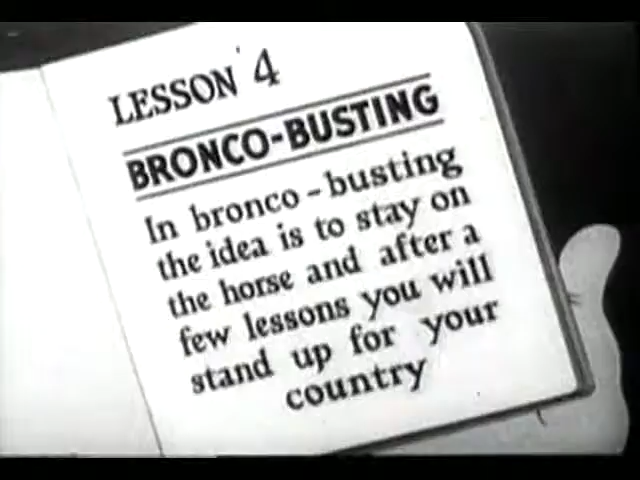 LESSON 4
BRONCO-BUSTING
In bronco-busting
the idea is to stay on
the horse and after a
few lessons you will
stand up for your
country